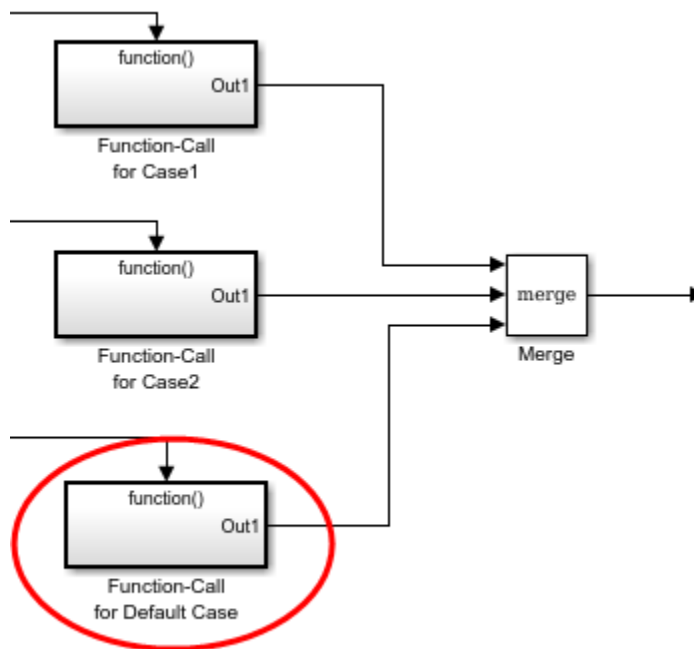 function()
Out1
Function-Call
for Case1
function()
Out1
Function-Call
for Case2
merge
Merge
function()
Out1
Function-Call
for Default Case